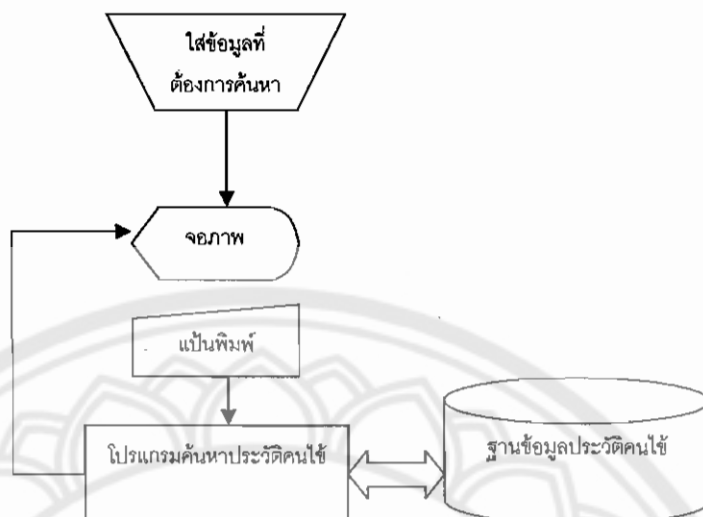 ใส่ข้อมูลที่
ต้องการค้นหา
จอภาพ
แป้นพิมพ์
โปรแกรมค้นหาประวัติคนไข้
ฐานข้อมูลประวัติคนไข้